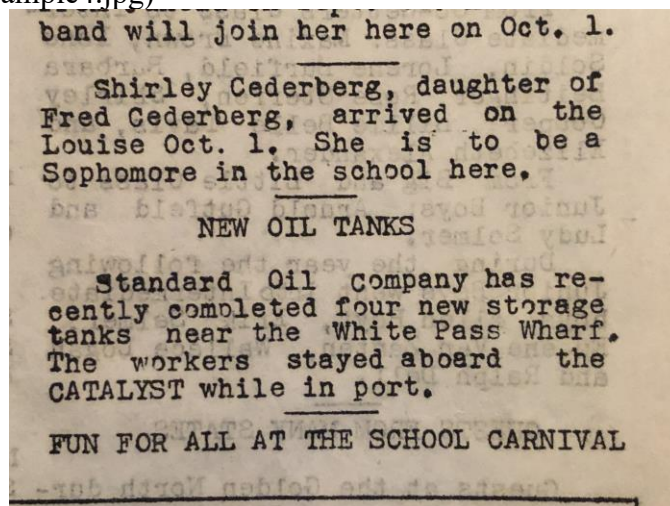 ample4.jpg)
band will join her here on Oct. 1.
Shirley Cederberg, daughter of
Fred Cederberg, arrived on the
Louise Oct. 1. She is to be a
Sophomore in the school here.
NEW OIL TANKS
Standard Oil company has re-
cently completed four new storage
tanks near the White Pass Wharf.
The workers stayed aboard the
CATALYST while in port.
FUN FOR ALL AT THE SCHOOL CARNIVAL